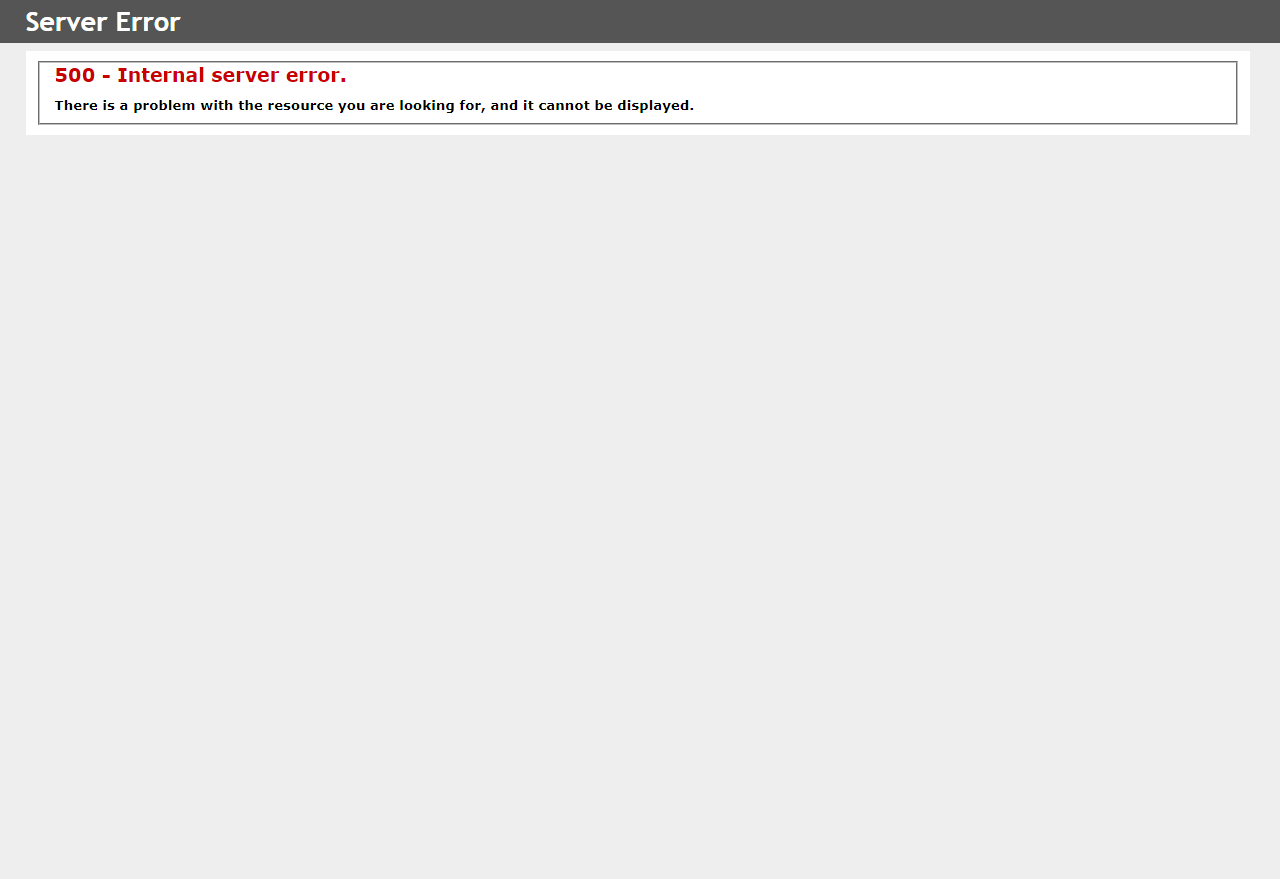 Server Error
500 - Internal server error.
There is a problem with the resource you are looking for, and it cannot be displayed.